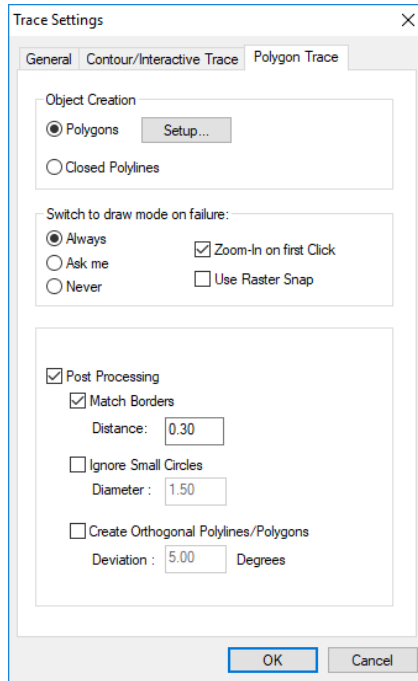 Trace Settings
General Contour/Interactive Trace Polygon Trace
Object Creation
Polygons Setup...
Closed Polylines
Switch to draw mode on failure:
Always
Zoom-In on first Click
Ask me
Use Raster Snap
Never
Post Processing
Match Borders
Distance: 0.30
Ignore Small Circles
Diameter : 1.50
Create Orthogonal Polylines/Polygons
Deviation : 5.00 Degrees
OK Cancel